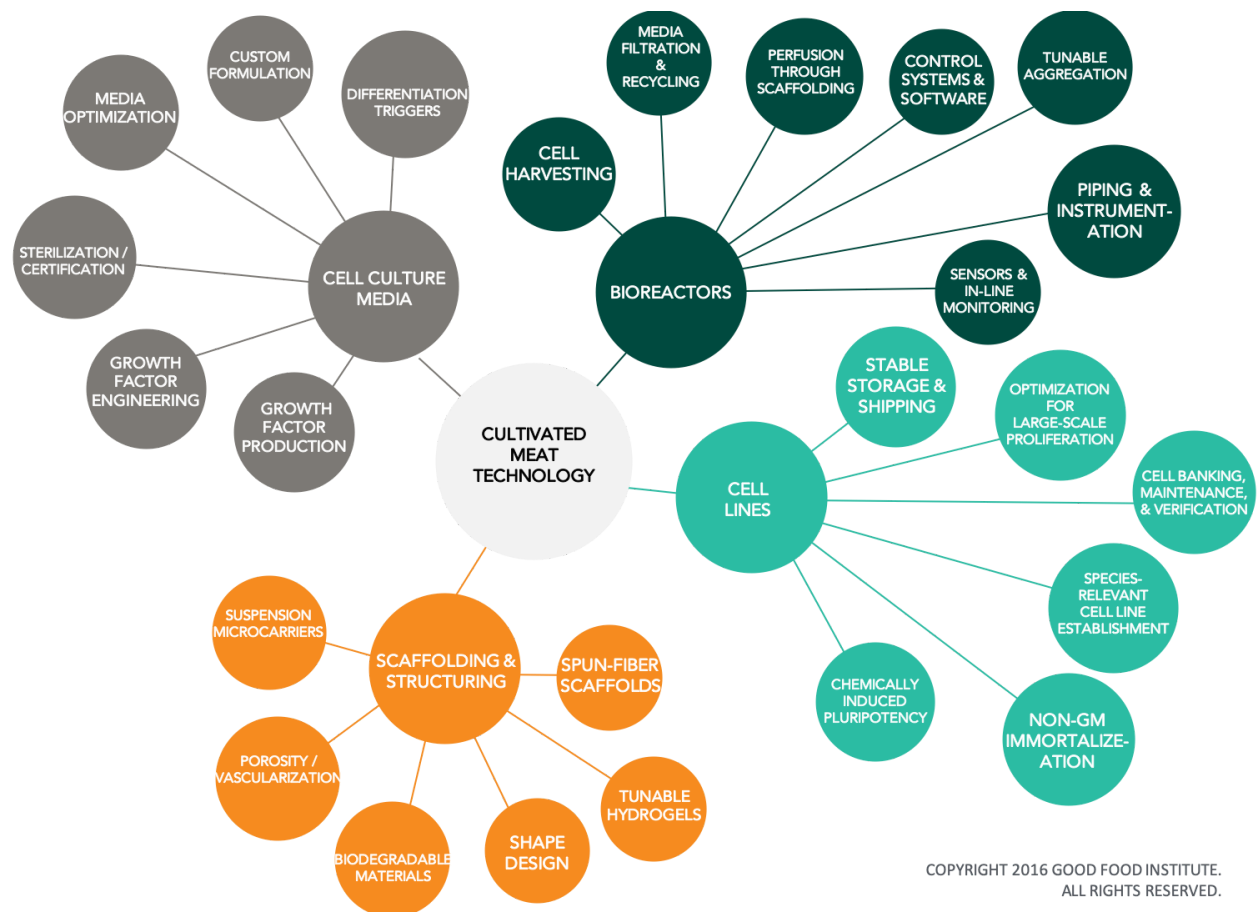 CUSTOM
FORMULATION
MEDIA
OPTIMIZATION
DIFFERENTIATION
TRIGGERS
STERILIZATION /
CERTIFICATION
CELL CULTURE
MEDIA
GROWTH
FACTOR
ENGINEERING
GROWTH
FACTOR
PRODUCTION
MEDIA
FILTRATION
&
RECYCLING
PERFUSION
THROUGH
SCAFFOLDING
CONTROL
SYSTEMS &
SOFTWARE
TUNABLE
AGGREGATION
CELL
HARVESTING
PIPING &
INSTRUMENT-
ATION
BIOREACTORS
SENSORS &
IN-LINE
MONITORING
CULTIVATED
MEAT
TECHNOLOGY
STABLE
STORAGE &
SHIPPING
OPTIMIZATION
FOR
LARGE-SCALE
PROLIFERATION
CELL
LINES
CELL BANKING,
MAINTENANCE,
& VERIFICATION
SPECIES-
RELEVANT
CELL LINE
ESTABLISHMENT
CHEMICALLY
INDUCED
PLURIPOTENCY
NON-GM
IMMORTALIZE-
ATION
SUSPENSION
MICROCARRIERS
SCAFFOLDING &
STRUCTURING
SPUN-FIBER
SCAFFOLDS
POROSITY /
VASCULARIZATION
TUNABLE
HYDROGELS
BIODEGRADABLE
MATERIALS
SHAPE
DESIGN
COPYRIGHT 2016 GOOD FOOD INSTITUTE.
ALL RIGHTS RESERVED.